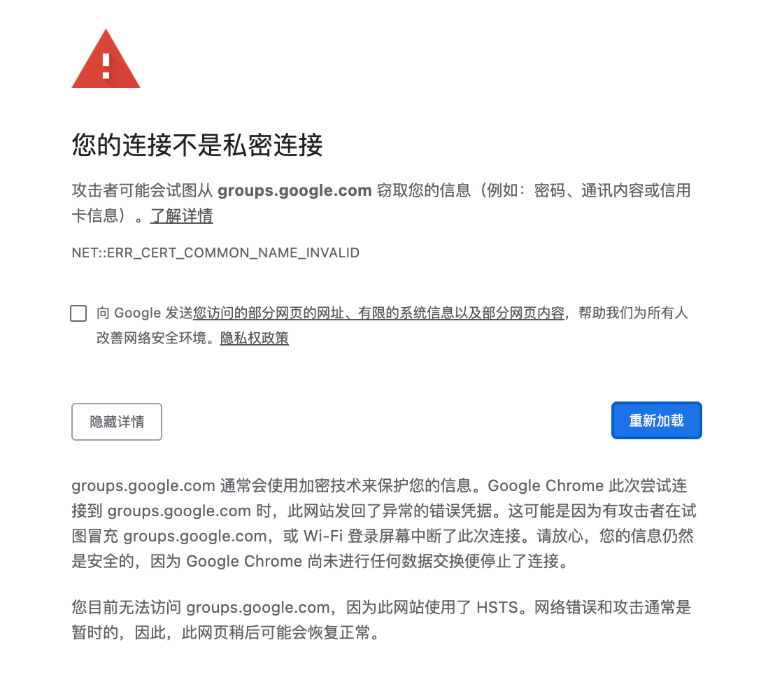 您的连接不是私密连接
攻击者可能会试图从 groups.google.com 窃取您的信息（例如：密码、通讯内容或信用
卡信息）。了解详情
NET::ERR_CERT_COMMON_NAME_INVALID
向 Google 发送您访问的部分网页的网址、有限的系统信息以及部分网页内容，帮助我们为所有人
改善网络安全环境。隐私权政策
隐藏详情
重新加载
groups.google.com 通常会使用加密技术来保护您的信息。Google Chrome 此次尝试连
接到 groups.google.com 时，此网站发回了异常的错误凭据。这可能是因为有攻击者在试
图冒充 groups.google.com，或 Wi-Fi 登录屏幕中断了此次连接。请放心，您的信息仍然
是安全的，因为 Google Chrome 尚未进行任何数据交换便停止了连接。
您目前无法访问 groups.google.com，因为此网站使用了 HSTS。网络错误和攻击通常是
暂时的，因此，此网页稍后可能会恢复正常。